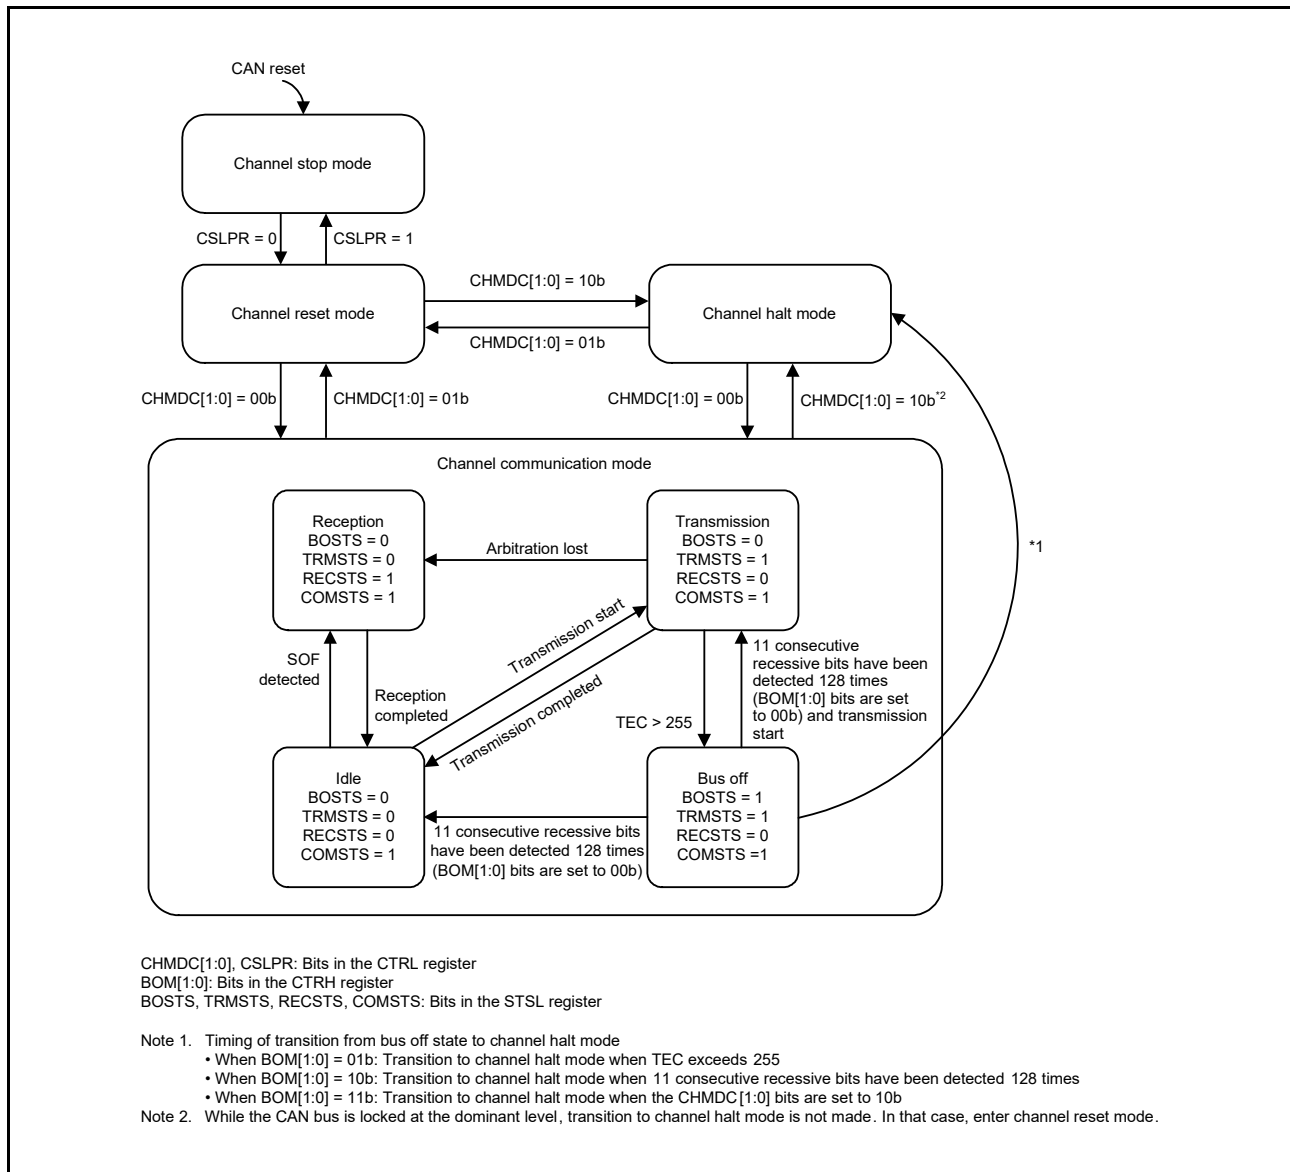 CAN reset
Channel stop mode
CSLPR = 0
CSLPR = 1
Channel reset mode
CHMDC[1:0] = 10b
CHMDC[1:0] = 01b
Channel halt mode
CHMDC[1:0] = 00b
CHMDC[1:0] = 01b
CHMDC[1:0] = 00b
CHMDC[1:0] = 10b*2
Channel communication mode
Reception
BOSTS = 0
TRMSTS = 0
RECSTS = 1
COMSTS = 1
Arbitration lost
Transmission
BOSTS = 0
TRMSTS = 1
RECSTS = 0
COMSTS = 1
*1
SOF
detected
Reception
completed
Transmission start
Transmission completed
TEC > 255
11 consecutive
recessive bits have been
detected 128 times
(BOM[1:0] bits are set
to 00b) and transmission
start
Idle
BOSTS = 0
TRMSTS = 0
RECSTS = 0
COMSTS = 1
11 consecutive recessive bits
have been detected 128 times
(BOM[1:0] bits are set to 00b)
Bus off
BOSTS = 1
TRMSTS = 1
RECSTS = 0
COMSTS =1
CHMDC[1:0], CSLPR: Bits in the CTRL register
BOM[1:0]: Bits in the CTRH register
BOSTS, TRMSTS, RECSTS, COMSTS: Bits in the STSL register
Note 1. Timing of transition from bus off state to channel halt mode
• When BOM[1:0] = 01b: Transition to channel halt mode when TEC exceeds 255
• When BOM[1:0] = 10b: Transition to channel halt mode when 11 consecutive recessive bits have been detected 128 times
• When BOM[1:0] = 11b: Transition to channel halt mode when the CHMDC[1:0] bits are set to 10b
Note 2. While the CAN bus is locked at the dominant level, transition to channel halt mode is not made. In that case, enter channel reset mode.